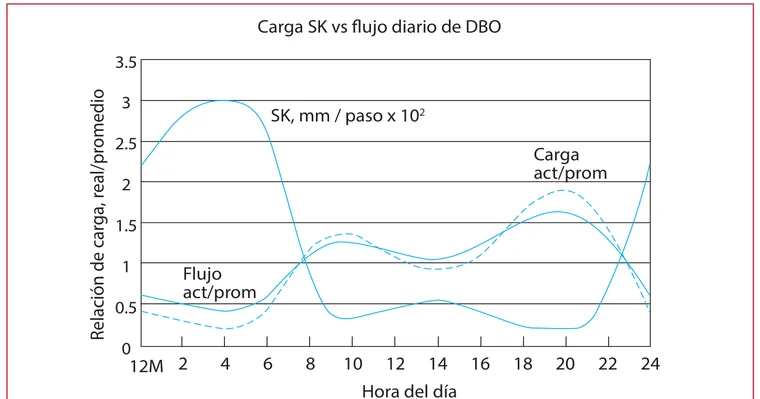 Carga SK vs flujo diario de DBO
Relación de carga, real/promedio
3.5
3
2.5
2
1.5
1
0.5
0
SK, mm / paso x 10²
Carga
act/prom
Flujo
act/prom
12M 2 4 6 8 10 12 14 16 18 20 22 24
Hora del día